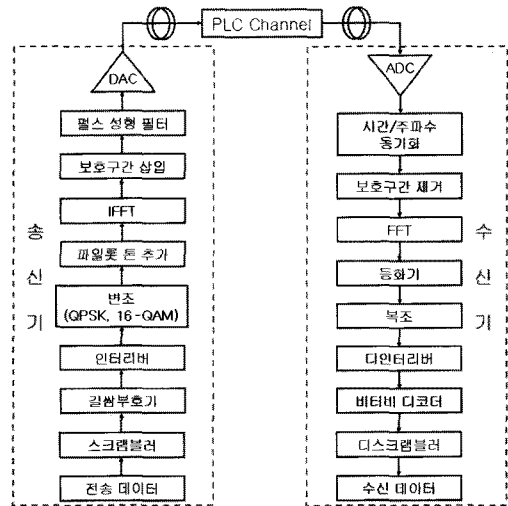 PLC Channel
DAC
펄스 성형 필터
보호구간 삽입
IFFT
파일롯 톤 추가
변조
(QPSK, 16-QAM)
인터리버
길쌈부호기
스크램블러
전송 데이터
송신기
ADC
시간/주파수
동기화
보호구간 제거
FFT
등화기
복조
디인터리버
비터비 디코더
디스크램블러
수신 데이터
수신기